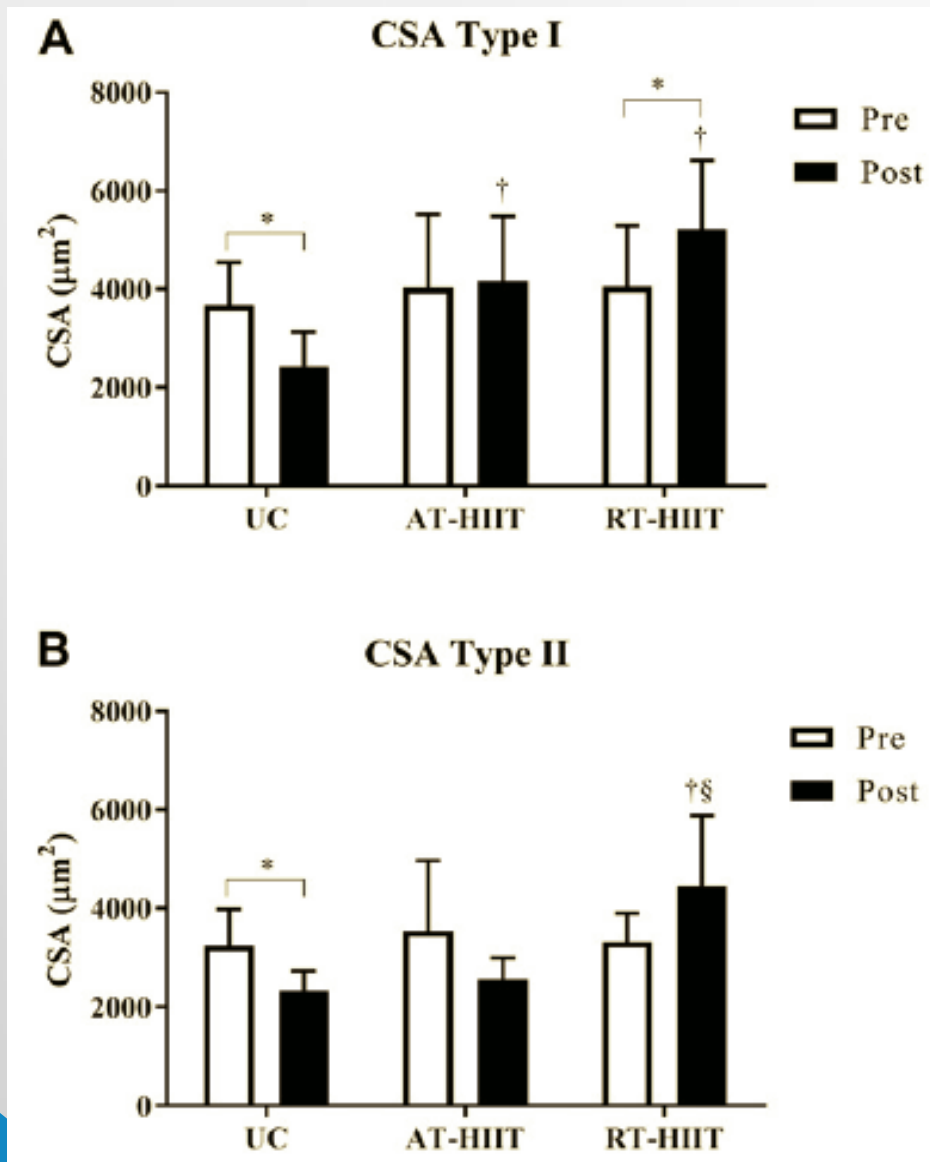 A
CSA Type I
8000
6000
4000
2000
0
CSA (μm²)
*
†
*
†
Pre
Post
UC
AT-HIIT
RT-HIIT
B
CSA Type II
8000
6000
4000
2000
0
CSA (μm²)
*
†§
Pre
Post
UC
AT-HIIT
RT-HIIT